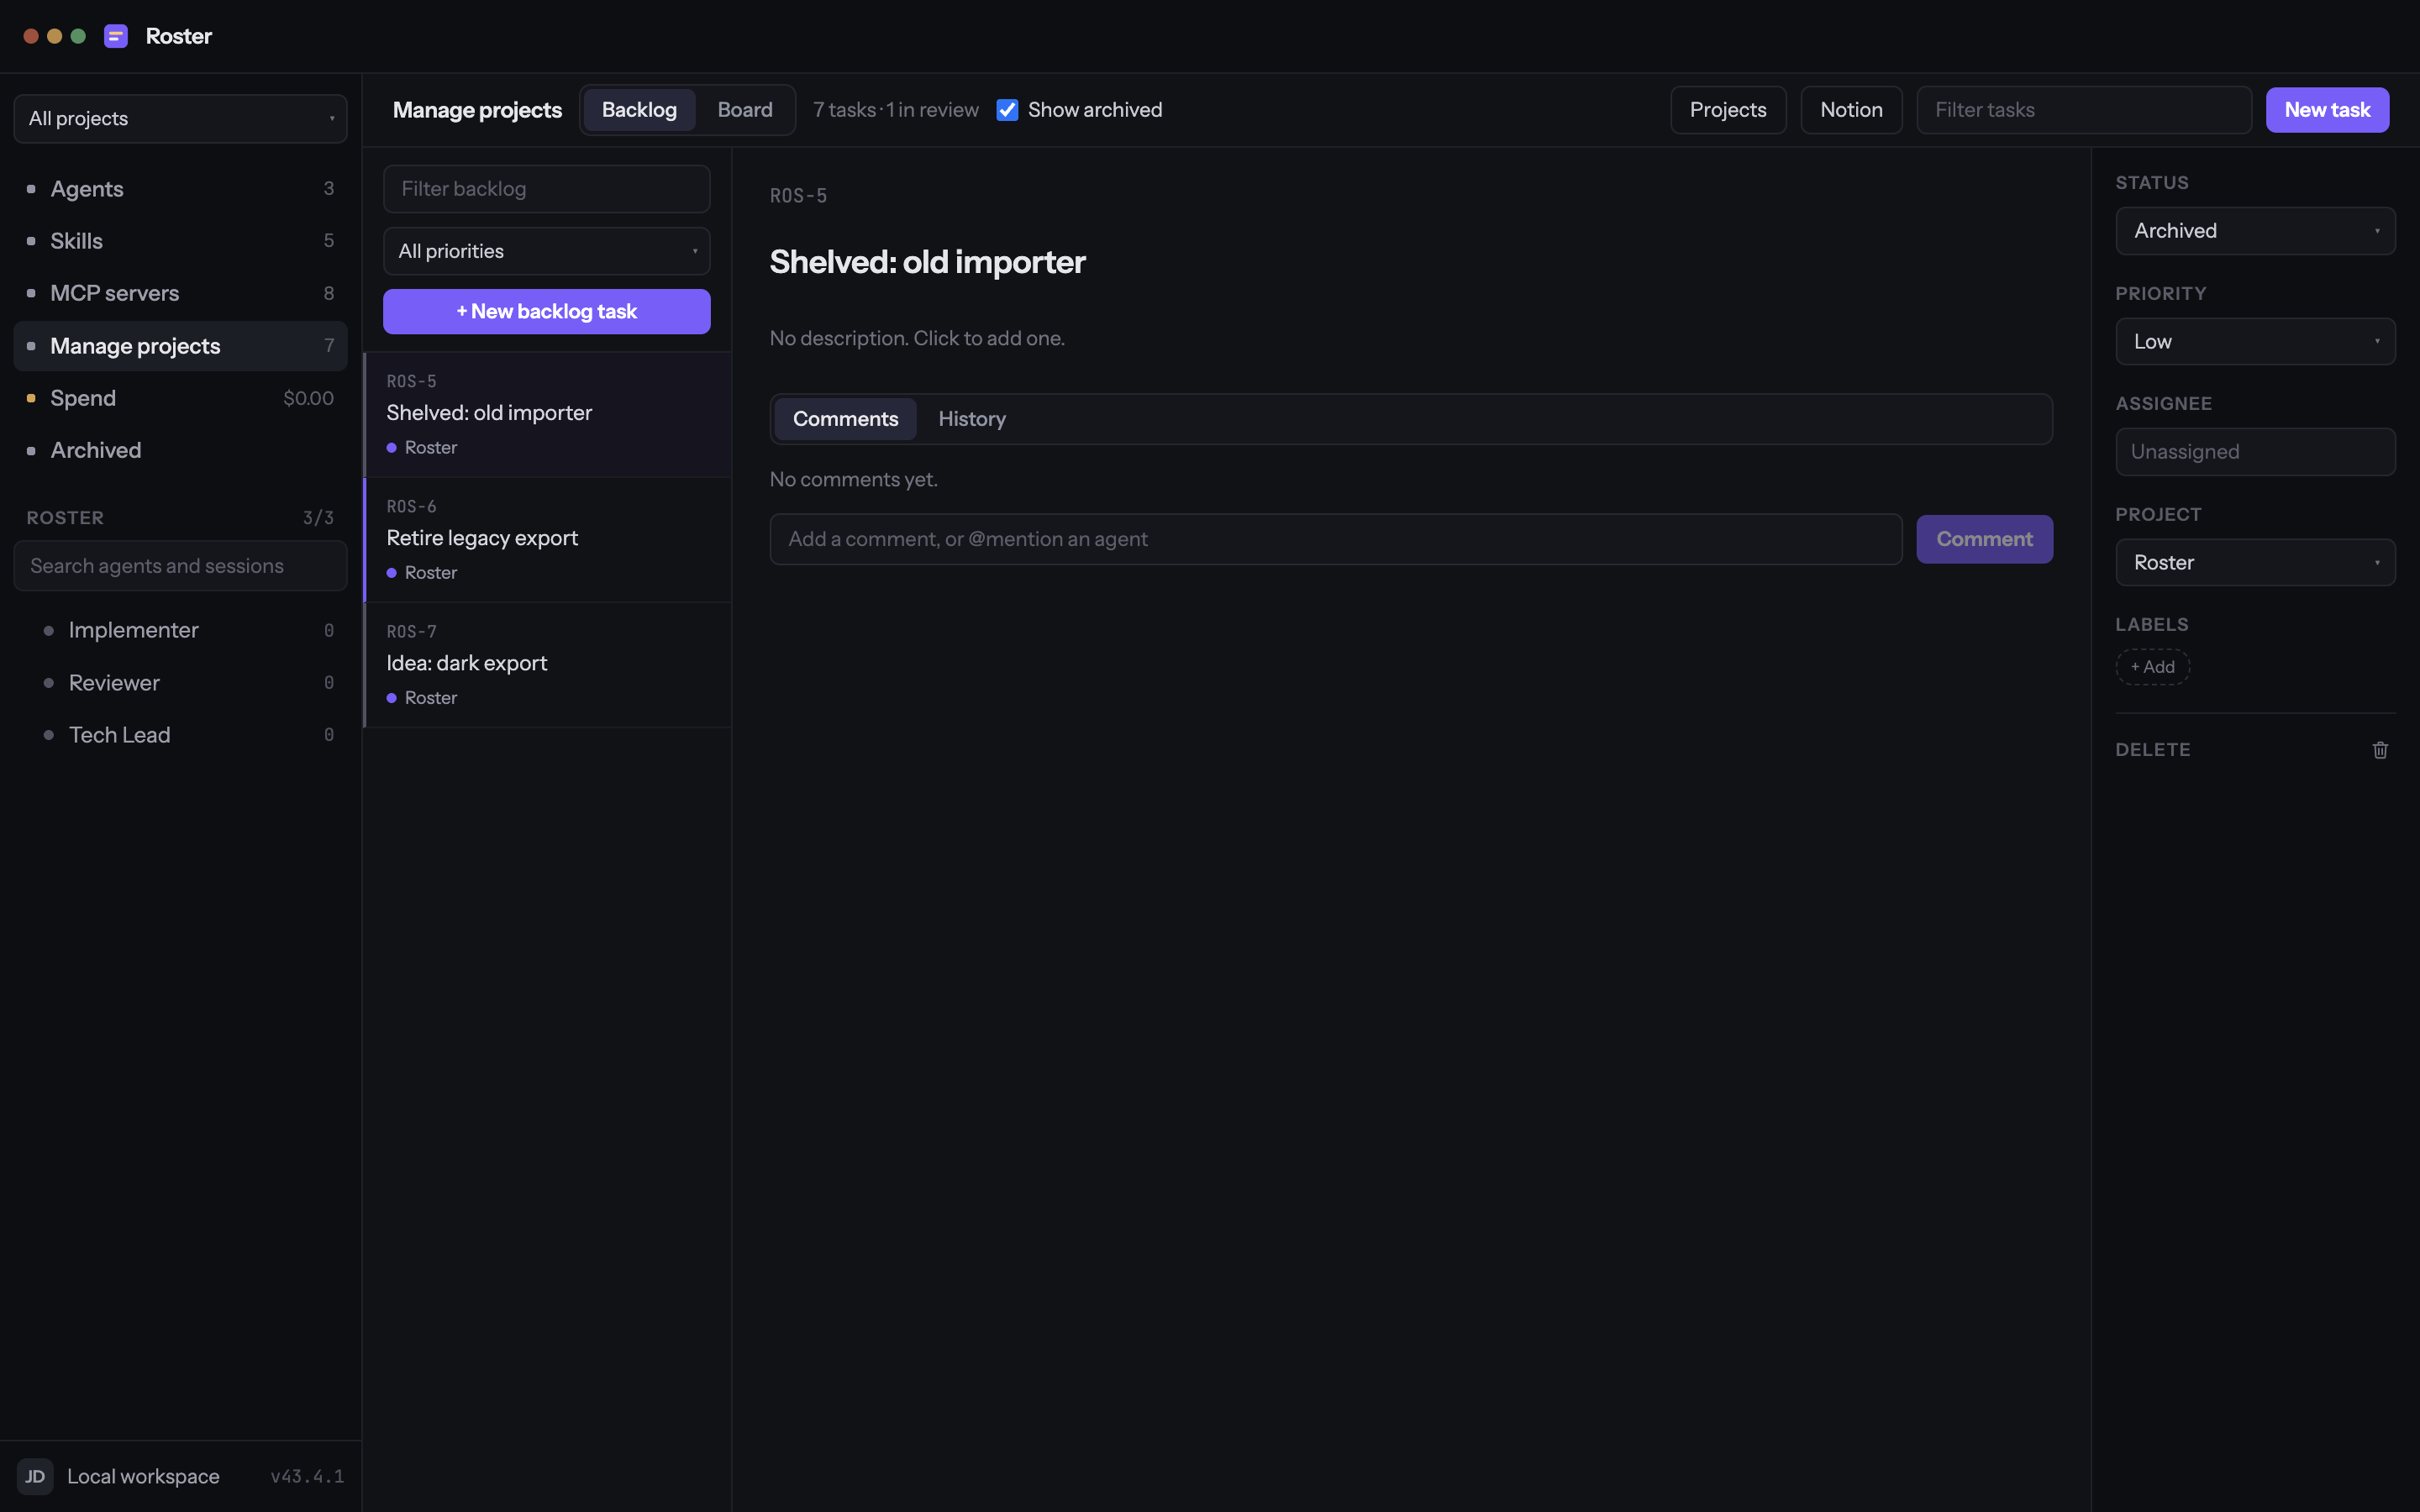 Roster
All projects
Agents 3
Skills 5
MCP servers 8
Manage projects 7
Spend $0.00
Archived
ROSTER 3/3
Search agents and sessions
Implementer 0
Reviewer 0
Tech Lead 0
JD Local workspace v43.4.1
Manage projects Backlog Board 7 tasks · 1 in review Show archived Projects Notion Filter tasks New task
Filter backlog
All priorities
+ New backlog task
ROS-5
Shelved: old importer
Roster
ROS-6
Retire legacy export
Roster
ROS-7
Idea: dark export
Roster
ROS-5
Shelved: old importer
No description. Click to add one.
Comments History
No comments yet.
Add a comment, or @mention an agent Comment
STATUS
Archived
PRIORITY
Low
ASSIGNEE
Unassigned
PROJECT
Roster
LABELS
+ Add
DELETE